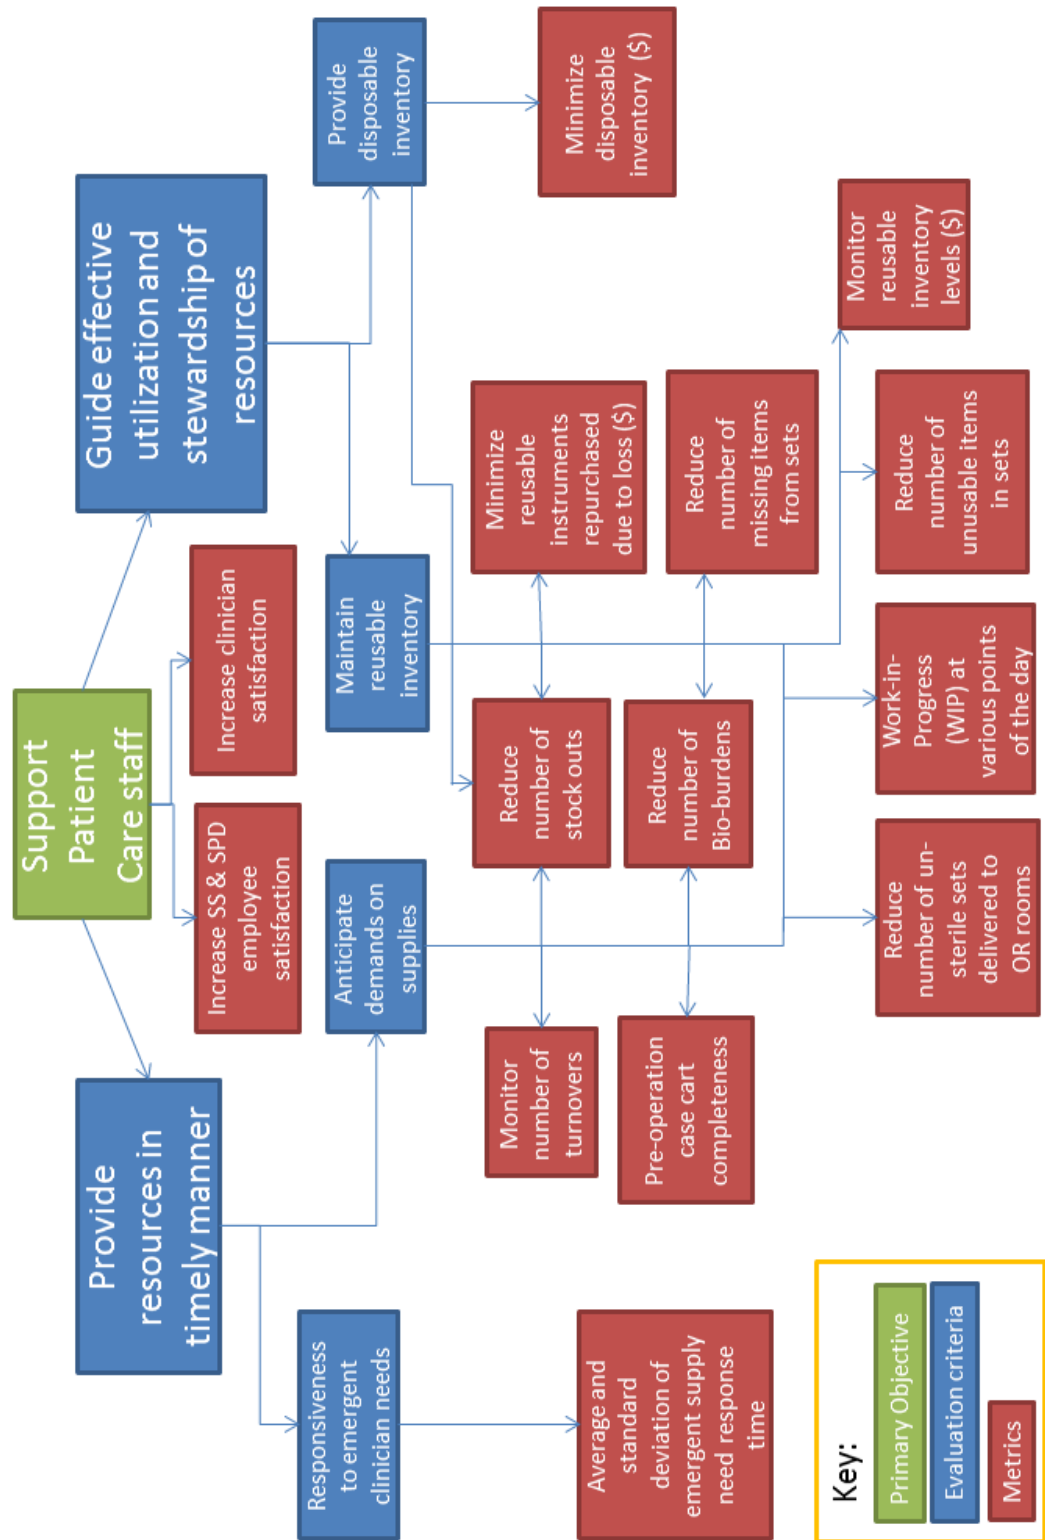 Support
Patient
Care staff
Provide
resources in
timely manner
Increase SS & SPD
employee
satisfaction
Increase clinician
satisfaction
Guide effective
utilization and
stewardship of
resources
Responsiveness
to emergent
clinician needs
Anticipate
demands on
supplies
Maintain
reusable
inventory
Provide
disposable
inventory
Average and
standard
deviation of
emergent supply
need response
time
Monitor
number of
turnovers
Reduce
number of
stock outs
Minimize
reusable
instruments
repurchased
due to loss ($)
Minimize
disposable
inventory ($)
Pre-operation
case cart
completeness
Reduce
number of
Bio-burdens
Reduce
number of
missing items
from sets
Reduce
number of un-
sterile sets
delivered to
OR rooms
Work-in-
Progress
(WIP) at
various points
of the day
Reduce
number of
unusable items
in sets
Monitor
reusable
inventory
levels ($)
Key:
Primary Objective
Evaluation criteria
Metrics